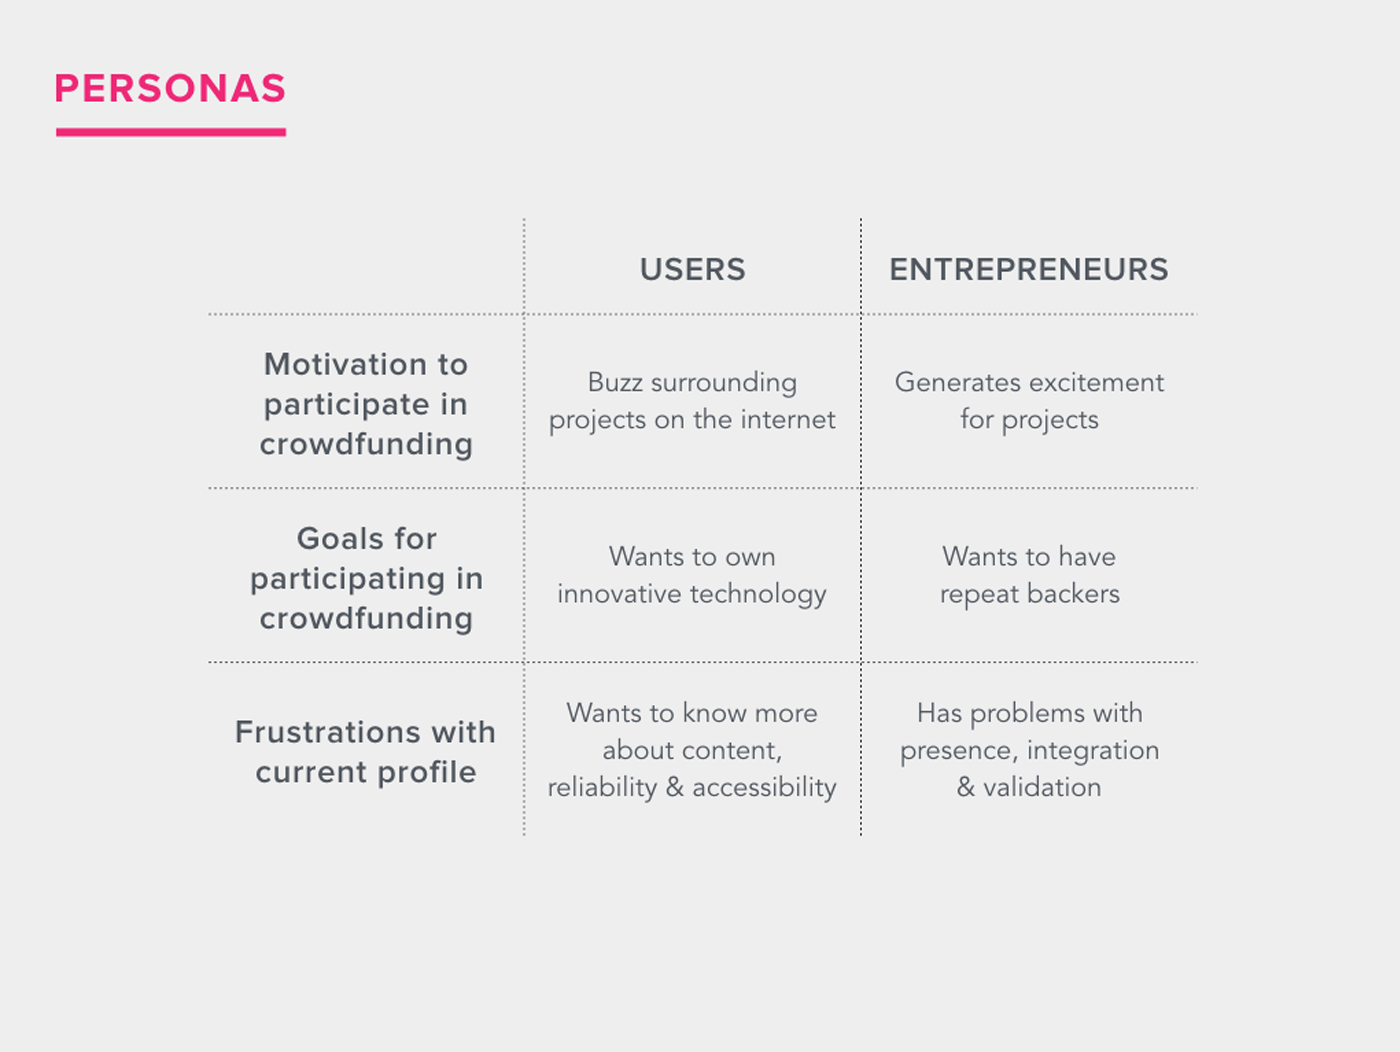 PERSONAS
USERS
ENTREPRENEURS
Motivation to
participate in
crowdfunding
Buzz surrounding
projects on the internet
Generates excitement
for projects
Goals for
participating in
crowdfunding
Wants to own
innovative technology
Wants to have
repeat backers
Frustrations with
current profile
Wants to know more
about content,
reliability & accessibility
Has problems with
presence, integration
& validation